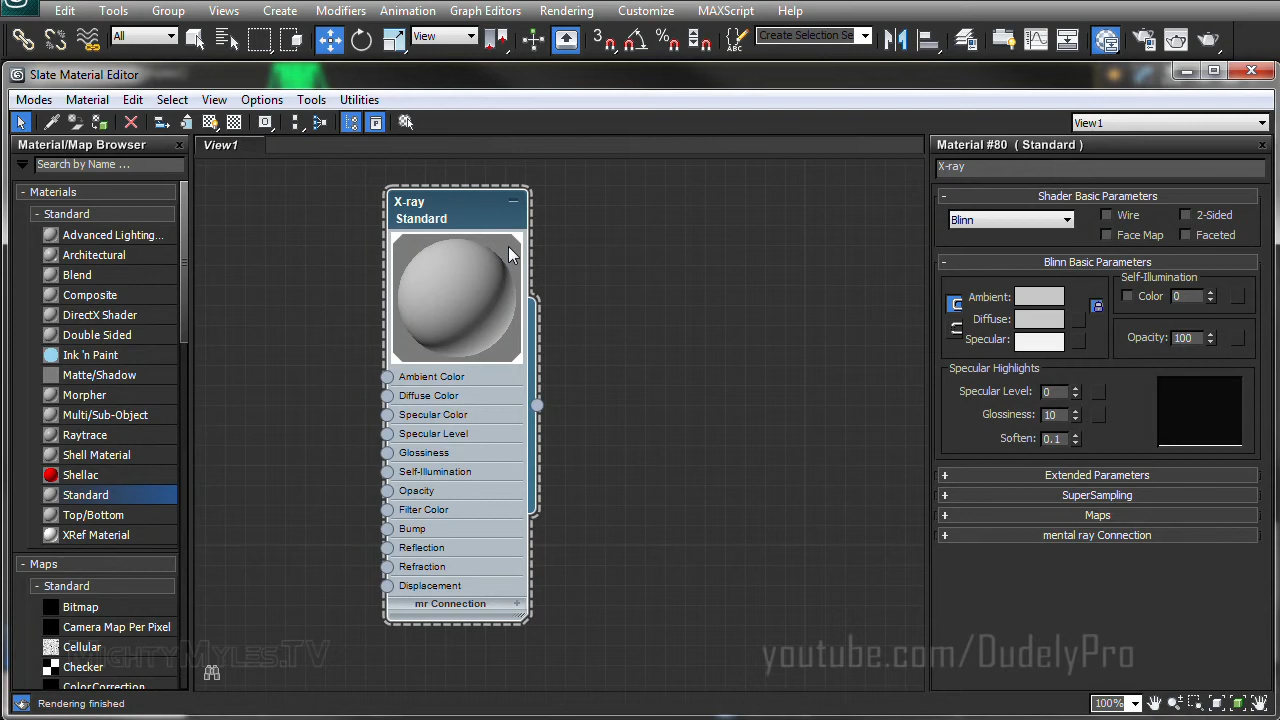 Edit Tools Group Views Create Modifiers Animation Graph Editors Rendering Customize MAXScript Help
All View 3 Create Selection Se
Slate Material Editor
Modes Material Edit Select View Options Tools Utilities
View1
Material/Map Browser
Search by Name ...
- Materials
- Standard
Advanced Lighting...
Architectural
Blend
Composite
DirectX Shader
Double Sided
Ink 'n Paint
Matte/Shadow
Morpher
Multi/Sub-Object
Raytrace
Shell Material
Shellac
Standard
Top/Bottom
XRef Material
- Maps
- Standard
Bitmap
Camera Map Per Pixel
Cellular
Checker
ColorCorrection
View1
X-ray
Standard
Ambient Color
Diffuse Color
Specular Color
Specular Level
Glossiness
Self-Illumination
Opacity
Filter Color
Bump
Reflection
Refraction
Displacement
mr Connection +
MightyMyles.TV
youtube.com/DudelyPro
Material #80 ( Standard )
X-ray
- Shader Basic Parameters
Blinn Wire 2-Sided
Face Map Faceted
- Blinn Basic Parameters
Self-Illumination
Ambient: Color 0
Diffuse:
Specular: Opacity: 100
Specular Highlights
Specular Level: 0
Glossiness: 10
Soften: 0.1
+ Extended Parameters
+ SuperSampling
+ Maps
+ mental ray Connection
Rendering finished
100%